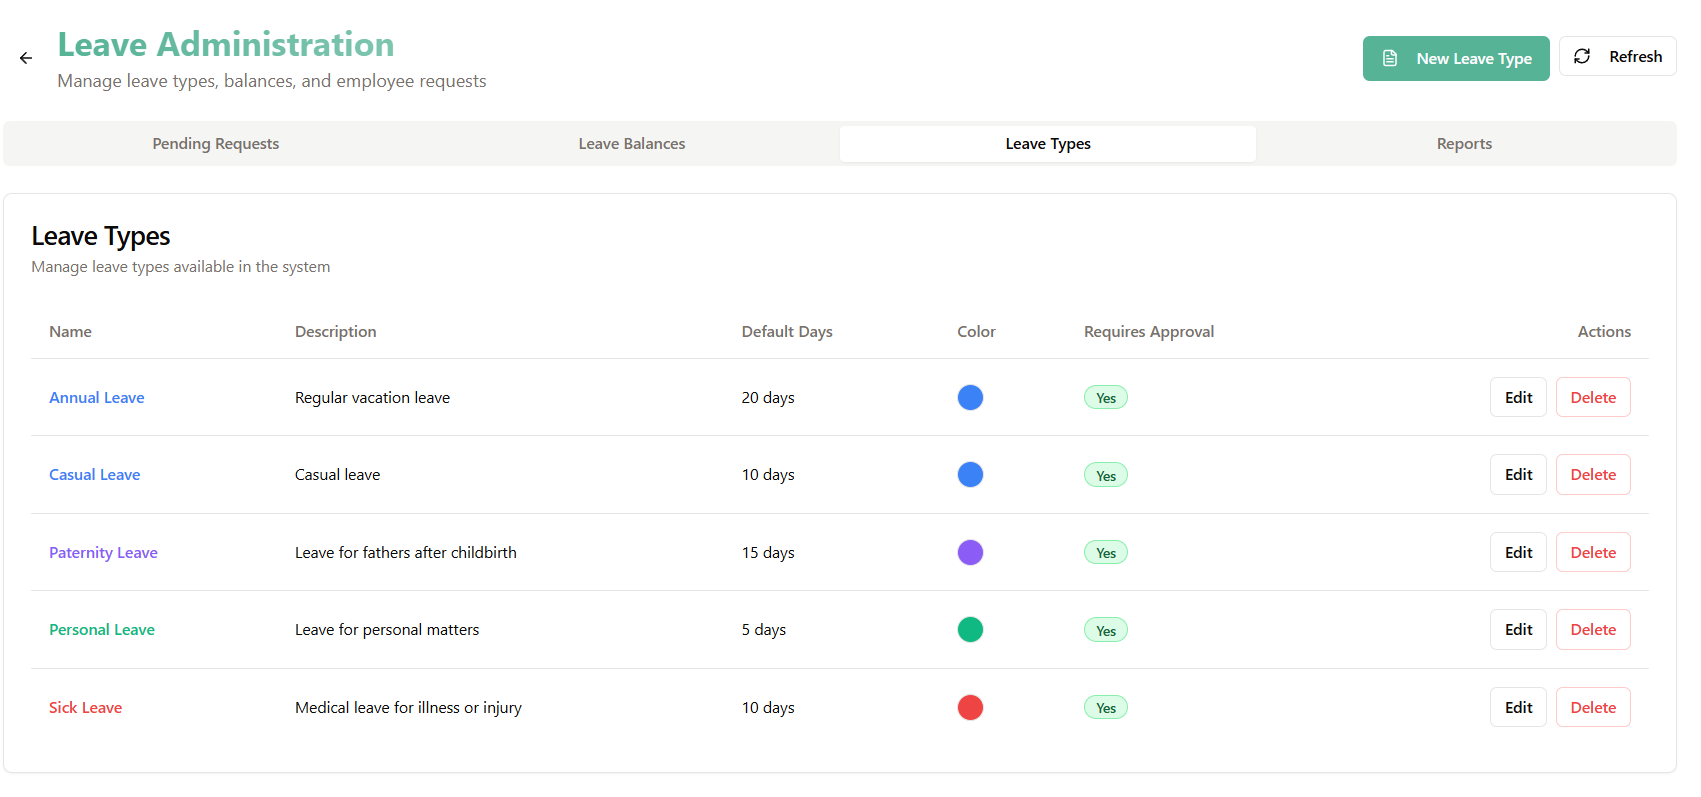 Leave Administration
Manage leave types, balances, and employee requests
New Leave Type
Refresh
Pending Requests Leave Balances Leave Types Reports
Leave Types
Manage leave types available in the system
Name Description Default Days Color Requires Approval Actions
Annual Leave Regular vacation leave 20 days Yes Edit Delete
Casual Leave Casual leave 10 days Yes Edit Delete
Paternity Leave Leave for fathers after childbirth 15 days Yes Edit Delete
Personal Leave Leave for personal matters 5 days Yes Edit Delete
Sick Leave Medical leave for illness or injury 10 days Yes Edit Delete